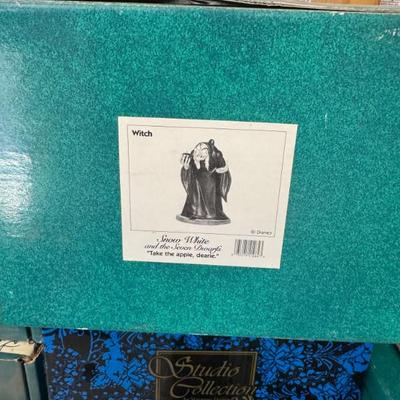 Witch
© Disney
Snow White
and the Seven Dwarfs
"Take the apple, dearie."
Studio
Collection